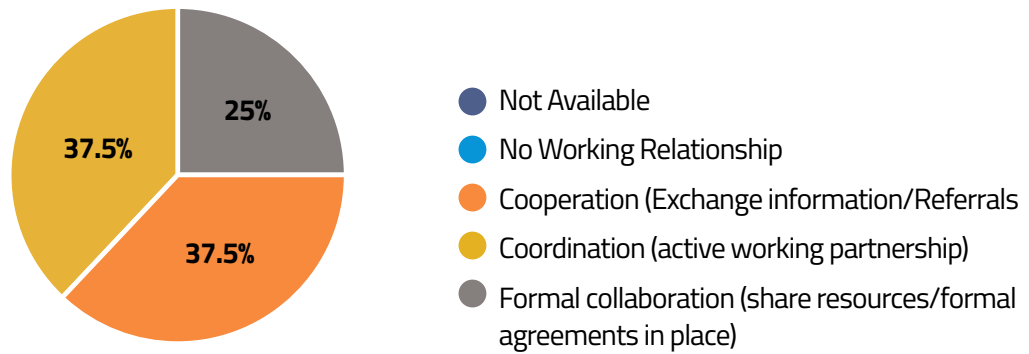 25%
37.5%
37.5%
Not Available
No Working Relationship
Cooperation (Exchange information/Referrals
Coordination (active working partnership)
Formal collaboration (share resources/formal
agreements in place)